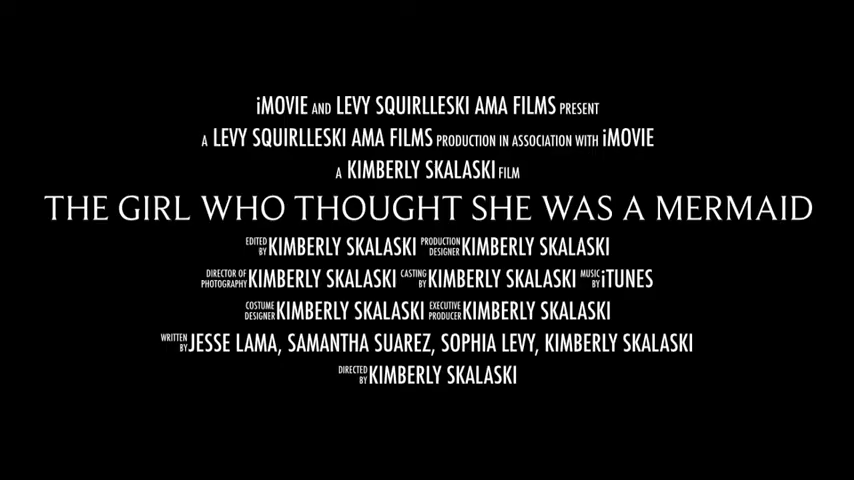 iMOVIE AND LEVY SQUIRLLESKI AMA FILMS PRESENT
A LEVY SQUIRLLESKI AMA FILMS PRODUCTION IN ASSOCIATION WITH iMOVIE
A KIMBERLY SKALASKI FILM
THE GIRL WHO THOUGHT SHE WAS A MERMAID
EDITED BY KIMBERLY SKALASKI PRODUCTION DESIGNER KIMBERLY SKALASKI
DIRECTOR OF PHOTOGRAPHY KIMBERLY SKALASKI CASTING BY KIMBERLY SKALASKI MUSIC BY iTUNES
COSTUME DESIGNER KIMBERLY SKALASKI EXECUTIVE PRODUCER KIMBERLY SKALASKI
WRITTEN BY JESSE LAMA, SAMANTHA SUAREZ, SOPHIA LEVY, KIMBERLY SKALASKI
DIRECTED BY KIMBERLY SKALASKI